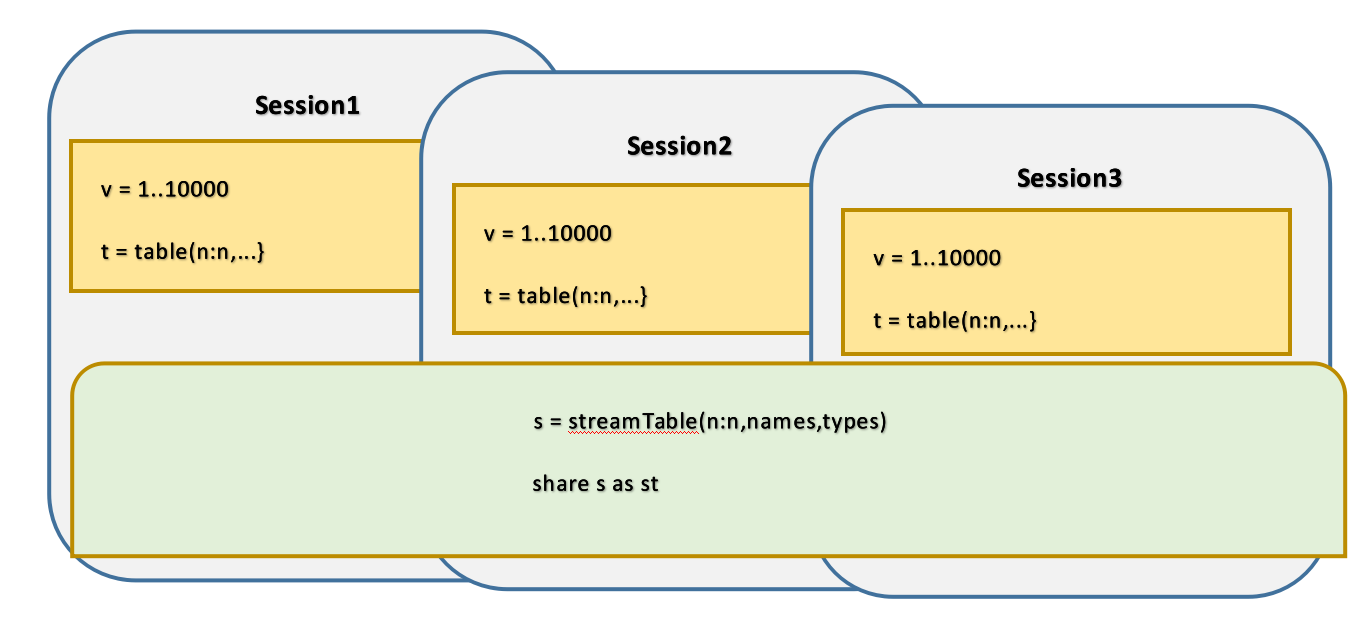 Session1
v = 1..10000
t = table(n:n,...}
Session2
v = 1..10000
t = table(n:n,...}
Session3
v = 1..10000
t = table(n:n,...}
s = streamTable(n:n,names,types)
share s as st